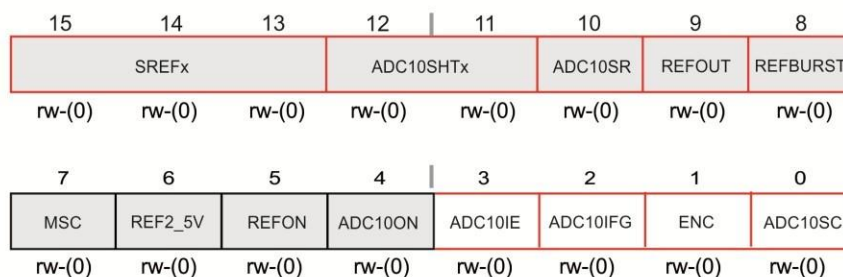 15 14 13 12 11 10 9 8
SREFx ADC10SHTx ADC10SR REFOUT REFBURST
rw-(0) rw-(0) rw-(0) rw-(0) rw-(0) rw-(0) rw-(0) rw-(0)
7 6 5 4 3 2 1 0
MSC REF2_5V REFON ADC10ON ADC10IE ADC10IFG ENC ADC10SC
rw-(0) rw-(0) rw-(0) rw-(0) rw-(0) rw-(0) rw-(0) rw-(0)